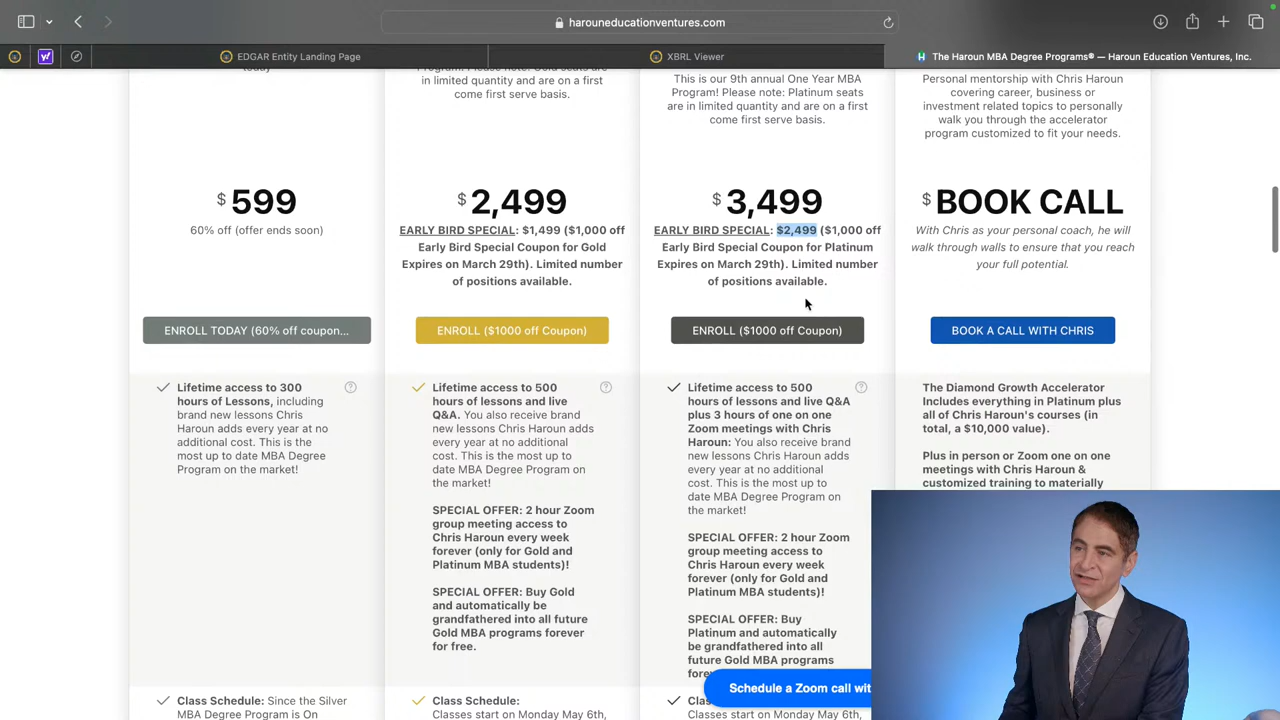 harouneducationventures.com
EDGAR Entity Landing Page
XBRL Viewer
The Haroun MBA Degree Programs® — Haroun Education Ventures, Inc.
today
in limited quantity and are on a first
come first serve basis.
$ 599
60% off (offer ends soon)
ENROLL TODAY (60% off coupon...
Lifetime access to 300
hours of Lessons, including
brand new lessons Chris
Haroun adds every year at no
additional cost. This is the
most up to date MBA Degree
Program on the market!
Class Schedule: Since the Silver
MBA Degree Program is On
$ 2,499
EARLY BIRD SPECIAL: $1,499 ($1,000 off
Early Bird Special Coupon for Gold
Expires on March 29th). Limited number
of positions available.
ENROLL ($1000 off Coupon)
Lifetime access to 500
hours of lessons and live
Q&A. You also receive brand
new lessons Chris Haroun adds
every year at no additional
cost. This is the most up to
date MBA Degree Program on
the market!
SPECIAL OFFER: 2 hour Zoom
group meeting access to
Chris Haroun every week
forever (only for Gold and
Platinum MBA students)!
SPECIAL OFFER: Buy Gold
and automatically be
grandfathered into all future
Gold MBA programs forever
for free.
Class Schedule:
Classes start on Monday May 6th,
This is our 9th annual One Year MBA
Program! Please note: Platinum seats
are in limited quantity and are on a first
come first serve basis.
$ 3,499
EARLY BIRD SPECIAL: $2,499 ($1,000 off
Early Bird Special Coupon for Platinum
Expires on March 29th). Limited number
of positions available.
ENROLL ($1000 off Coupon)
Lifetime access to 500
hours of lessons and live Q&A
plus 3 hours of one on one
Zoom meetings with Chris
Haroun: You also receive brand
new lessons Chris Haroun adds
every year at no additional
cost. This is the most up to
date MBA Degree Program on
the market!
SPECIAL OFFER: 2 hour Zoom
group meeting access to
Chris Haroun every week
forever (only for Gold and
Platinum MBA students)!
SPECIAL OFFER: Buy
Platinum and automatically
be grandfathered into all
future Gold MBA programs
Classes start on Monday May 6th,
Personal mentorship with Chris Haroun
covering career, business or
investment related topics to personally
walk you through the accelerator
program customized to fit your needs.
$ BOOK CALL
With Chris as your personal coach, he will
walk through walls to ensure that you reach
your full potential.
BOOK A CALL WITH CHRIS
The Diamond Growth Accelerator
Includes everything in Platinum plus
all of Chris Haroun's courses (in
total, a $10,000 value).
Plus in person or Zoom one on one
meetings with Chris Haroun &
customized training to materially
Schedule a Zoom call wit